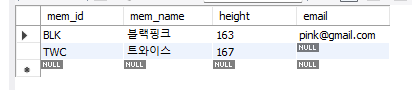 mem_id mem_name height email
BLK 블랙핑크 163 pink@gmail.com
TWC 트와이스 167 NULL
NULL NULL NULL NULL